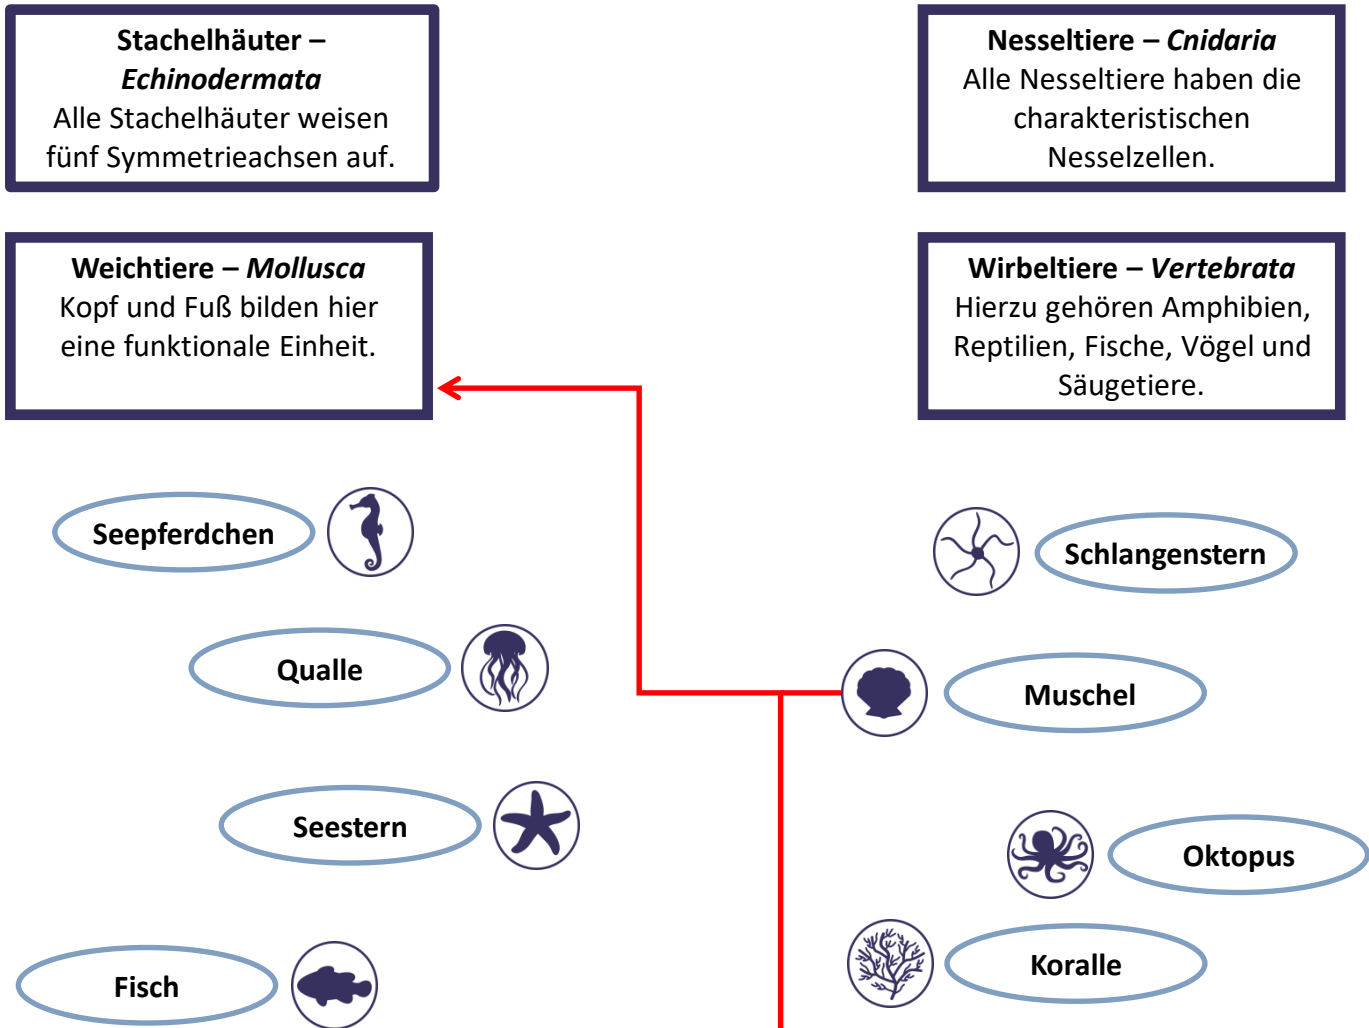 Stachelhäuter –
Echinodermata
Alle Stachelhäuter weisen
fünf Symmetrieachsen auf.
Nesseltiere – Cnidaria
Alle Nesseltiere haben die
charakteristischen
Nesselzellen.
Weichtiere – Mollusca
Kopf und Fuß bilden hier
eine funktionale Einheit.
Wirbeltiere – Vertebrata
Hierzu gehören Amphibien,
Reptilien, Fische, Vögel und
Säugetiere.
Seepferdchen
Schlangenstern
Qualle
Muschel
Seestern
Oktopus
Fisch
Koralle